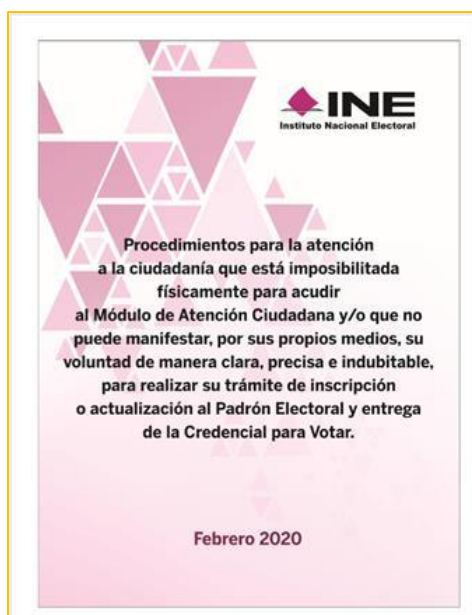 INE
Instituto Nacional Electoral
Procedimientos para la atención
a la ciudadanía que está imposibilitada
físicamente para acudir
al Módulo de Atención Ciudadana y/o que no
puede manifestar, por sus propios medios, su
voluntad de manera clara, precisa e indubitable,
para realizar su trámite de inscripción
o actualización al Padrón Electoral y entrega
de la Credencial para Votar.
Febrero 2020